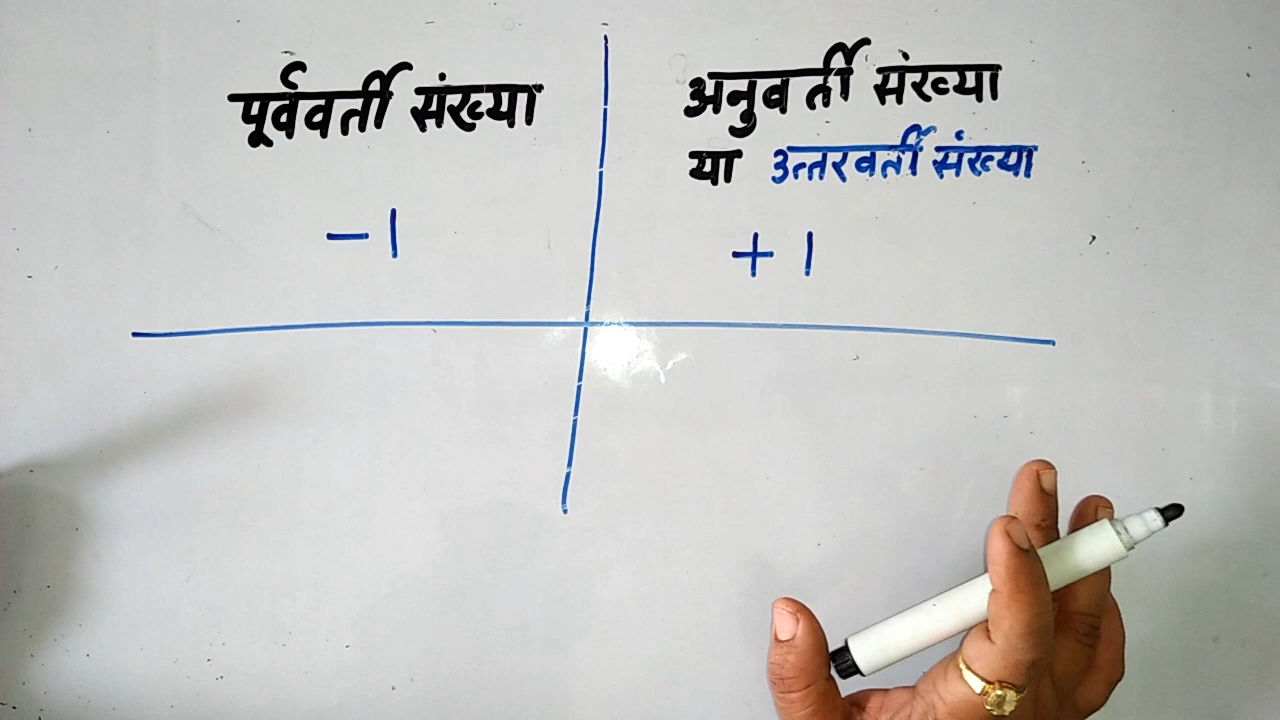 पूर्ववर्ती संख्या
- 1
अनुवर्ती संख्या
या उत्तरवर्ती संख्या
+ 1